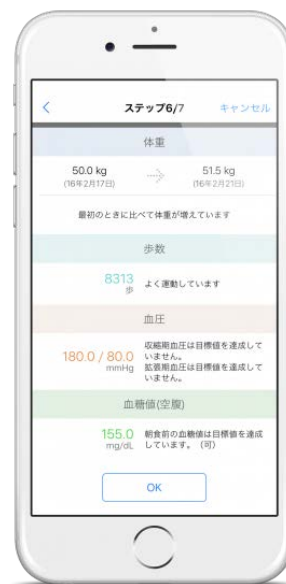 ステップ6/7
キャンセル
体重
50.0 kg
(16年2月17日)
51.5 kg
(16年2月21日)
最初のときに比べて体重が増えています
歩数
8313
歩
よく運動しています
血圧
180.0 / 80.0
mmHg
収縮期血圧は目標値を達成して
いません。
拡張期血圧は目標値を達成して
いません。
血糖値(空腹)
155.0
mg/dL
朝食前の血糖値は目標値を達成
しています。（可）
OK